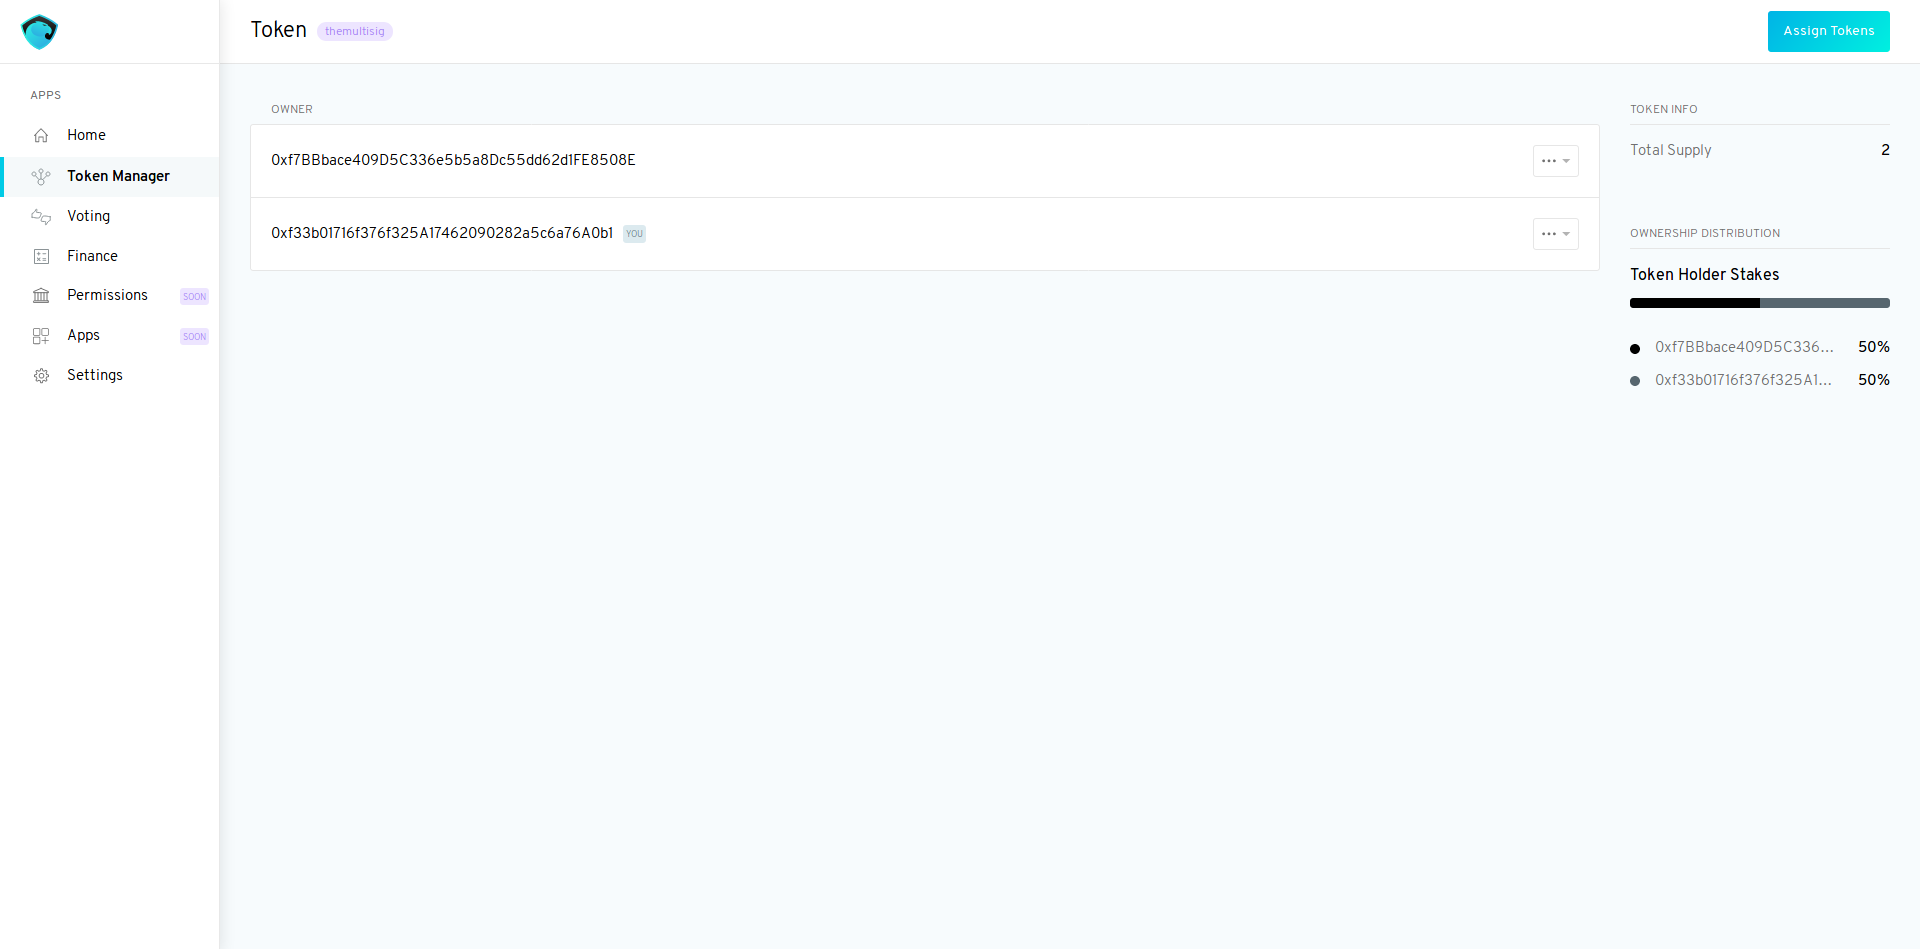 Token themultisig
Assign Tokens
APPS
Home
Token Manager
Voting
Finance
Permissions SOON
Apps SOON
Settings
OWNER
0xf7BBbace409D5C336e5b5a8Dc55dd62d1FE8508E
0xf33b01716f376f325A17462090282a5c6a76A0b1 YOU
TOKEN INFO
Total Supply 2
OWNERSHIP DISTRIBUTION
Token Holder Stakes
0xf7BBbace409D5C336... 50%
0xf33b01716f376f325A1... 50%